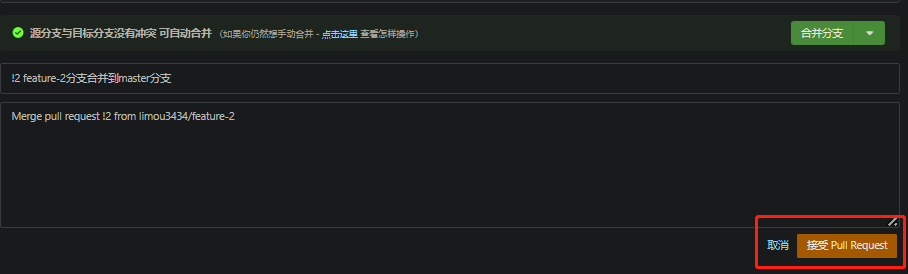 源分支与目标分支没有冲突 可自动合并 (如果你仍然想手动合并 - 点击这里 查看怎样操作) 合并分支
!2 feature-2分支合并到master分支
Merge pull request !2 from limou3434/feature-2
取消 接受 Pull Request